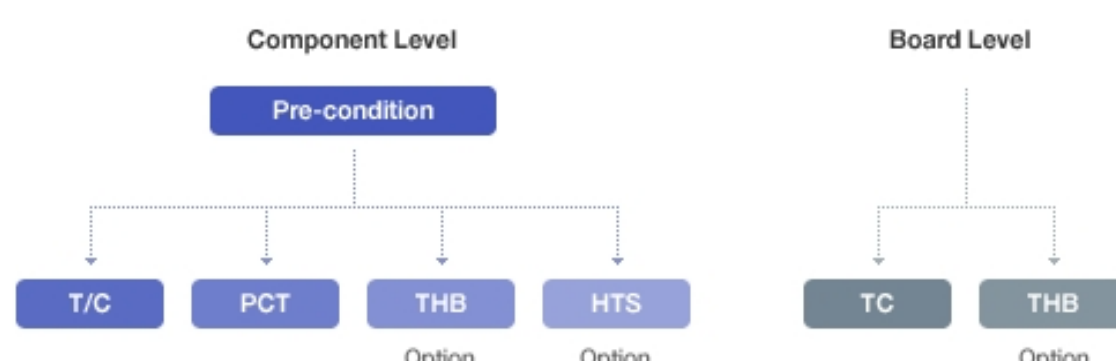 Component Level
Board Level
Pre-condition
T/C
PCT
THB
HTS
TC
THB
Option
Option
Option